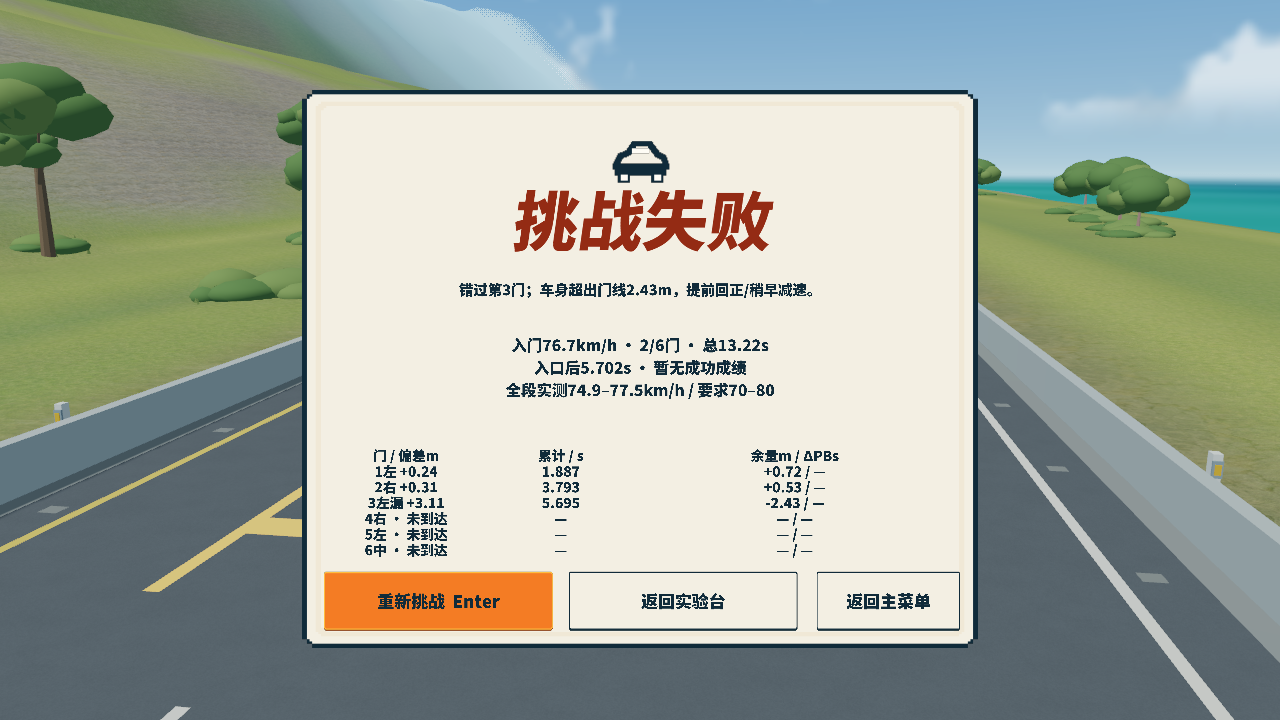 挑战失败
错过第3门；车身超出门线2.43m，提前回正/稍早减速。
入门76.7km/h · 2/6门 · 总13.22s
入口后5.702s · 暂无成功成绩
全段实测74.9–77.5km/h / 要求70–80
门 / 偏差m 累计 / s 余量m / ΔPBs
1左 +0.24 1.887 +0.72 / —
2右 +0.31 3.793 +0.53 / —
3左漏 +3.11 5.695 -2.43 / —
4右 · 未到达 — — / —
5左 · 未到达 — — / —
6中 · 未到达 — — / —
重新挑战 Enter 返回实验台 返回主菜单